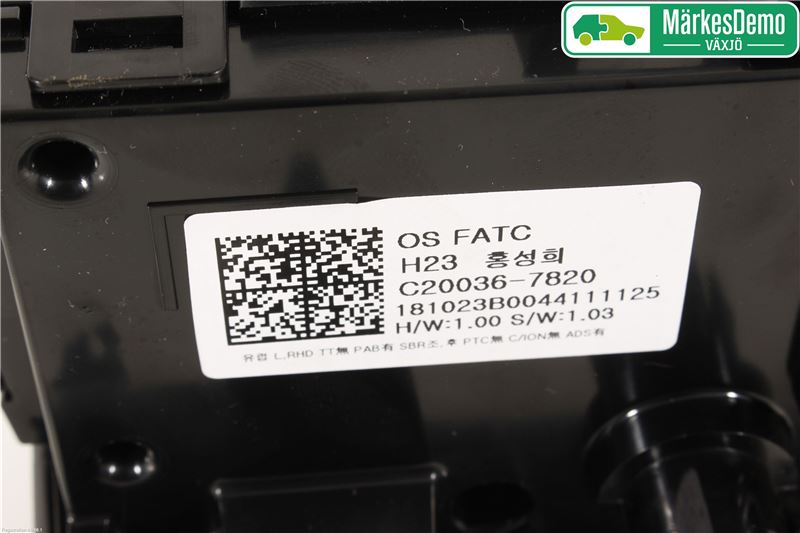 MärkesDemo
VÄXJÖ
OS FATC
H23 홍성희
C20036-7820
181023B0044111125
H/W:1.00 S/W:1.03
유럽 L,RHD TT無 PAB有 SBR조,후 PTC無 C/ION無 ADS有